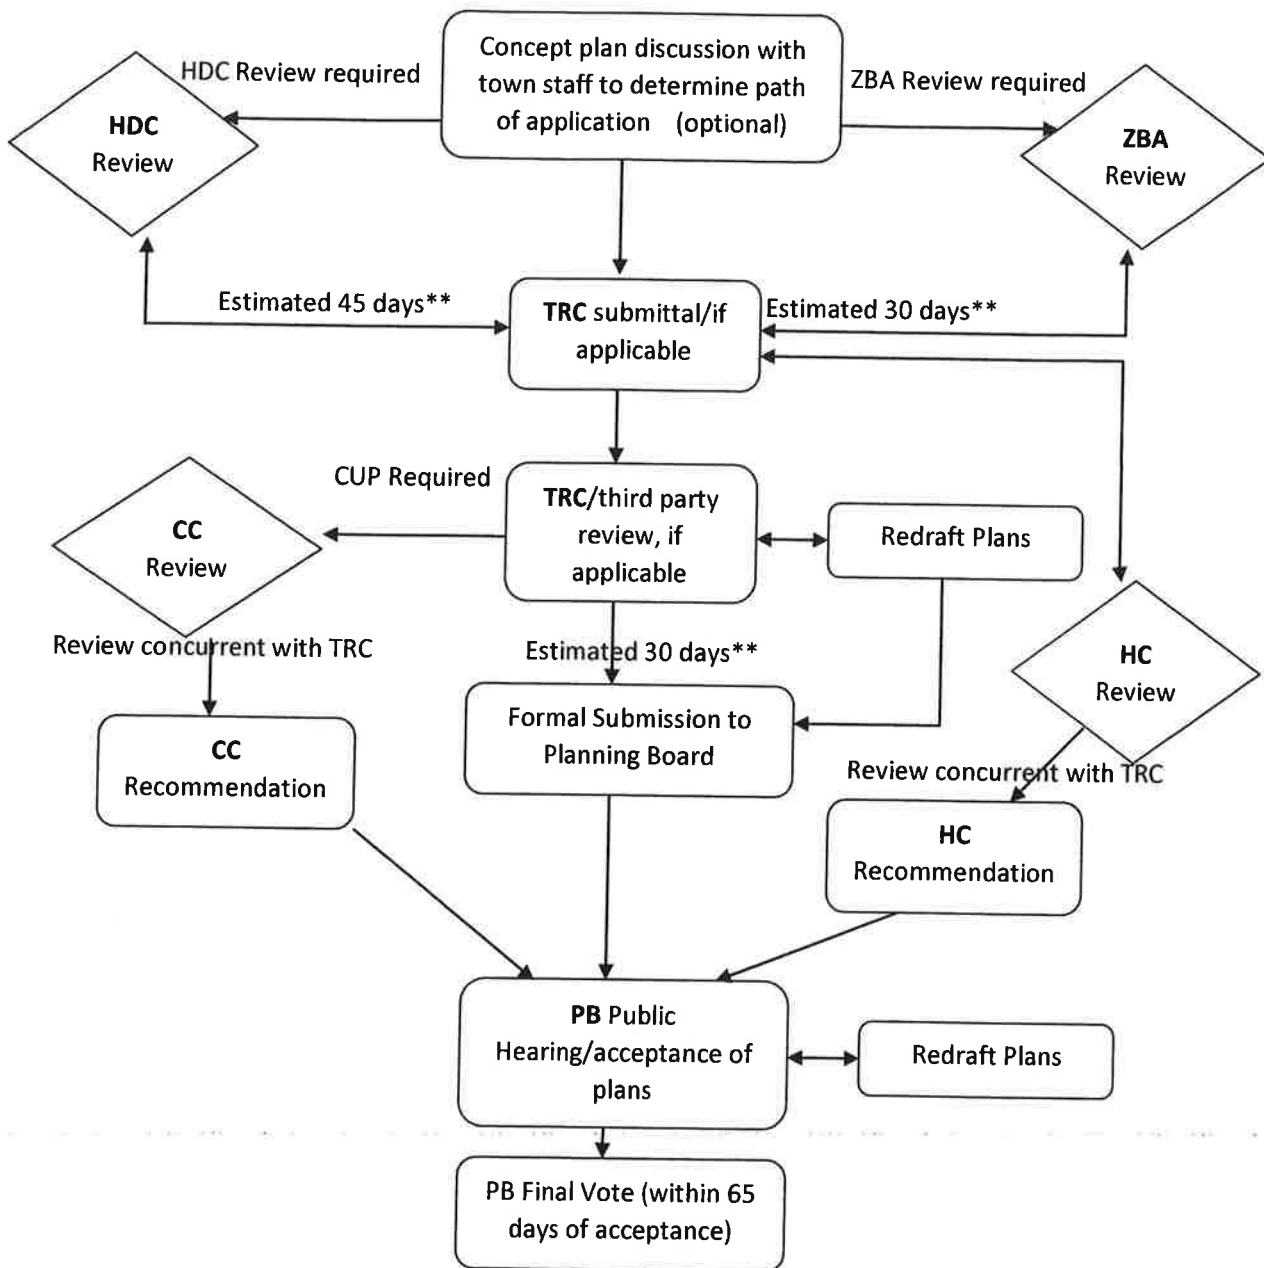 Concept plan discussion with
town staff to determine path
of application (optional)
HDC Review required
ZBA Review required
HDC
Review
ZBA
Review
Estimated 45 days**
TRC submittal/if
applicable
Estimated 30 days**
CUP Required
TRC/third party
review, if
applicable
Redraft Plans
CC
Review
Review concurrent with TRC
Estimated 30 days**
HC
Review
CC
Recommendation
Formal Submission to
Planning Board
Review concurrent with TRC
HC
Recommendation
PB Public
Hearing/acceptance of
plans
Redraft Plans
PB Final Vote (within 65
days of acceptance)